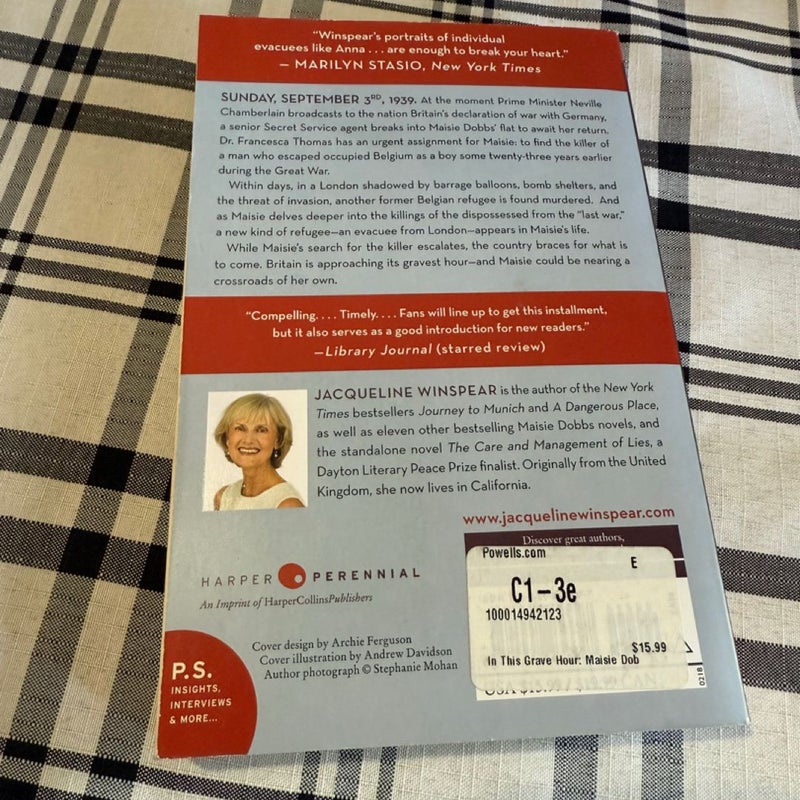 "Winspear's portraits of individual
evacuees like Anna . . . are enough to break your heart."
— MARILYN STASIO, New York Times
SUNDAY, SEPTEMBER 3RD, 1939. At the moment Prime Minister Neville
Chamberlain broadcasts to the nation Britain's declaration of war with Germany,
a senior Secret Service agent breaks into Maisie Dobbs' flat to await her return.
Dr. Francesca Thomas has an urgent assignment for Maisie: to find the killer of
a man who escaped occupied Belgium as a boy some twenty-three years earlier
during the Great War.
Within days, in a London shadowed by barrage balloons, bomb shelters, and
the threat of invasion, another former Belgian refugee is found murdered. And
as Maisie delves deeper into the killings of the dispossessed from the "last war,"
a new kind of refugee—an evacuee from London—appears in Maisie's life.
While Maisie's search for the killer escalates, the country braces for what is
to come. Britain is approaching its gravest hour—and Maisie could be nearing a
crossroads of her own.
"Compelling. . . . Timely. . . . Fans will line up to get this installment,
but it also serves as a good introduction for new readers."
—Library Journal (starred review)
JACQUELINE WINSPEAR is the author of the New York
Times bestsellers Journey to Munich and A Dangerous Place,
as well as eleven other bestselling Maisie Dobbs novels, and
the standalone novel The Care and Management of Lies, a
Dayton Literary Peace Prize finalist. Originally from the United
Kingdom, she now lives in California.
www.jacquelinewinspear.com
Discover great authors,
Powells.com
E
C1-3e
100014942123
$15.99
In This Grave Hour: Maisie Dob
0218
HARPER PERENNIAL
An Imprint of HarperCollinsPublishers
Cover design by Archie Ferguson
Cover illustration by Andrew Davidson
Author photograph © Stephanie Mohan
P.S.
INSIGHTS,
INTERVIEWS
& MORE...